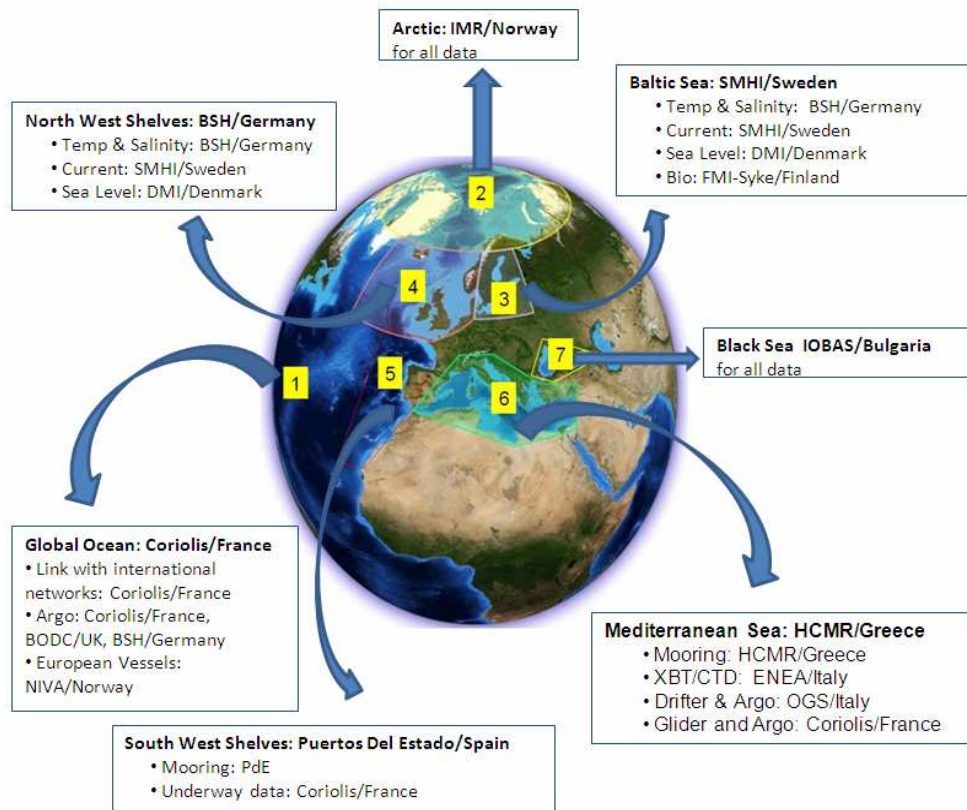 Arctic: IMR/Norway
for all data
Baltic Sea: SMHI/Sweden
• Temp & Salinity: BSH/Germany
• Current: SMHI/Sweden
• Sea Level: DMI/Denmark
• Bio: FMI-Syke/Finland
North West Shelves: BSH/Germany
• Temp & Salinity: BSH/Germany
• Current: SMHI/Sweden
• Sea Level: DMI/Denmark
2
4
3
7
Black Sea IOBAS/Bulgaria
for all data
1
5
6
Global Ocean: Coriolis/France
• Link with international
networks: Coriolis/France
• Argo: Coriolis/France,
BODC/UK, BSH/Germany
• European Vessels:
NIVA/Norway
Mediterranean Sea: HCMR/Greece
• Mooring: HCMR/Greece
• XBT/CTD: ENEA/Italy
• Drifter & Argo: OGS/Italy
• Glider and Argo: Coriolis/France
South West Shelves: Puertos Del Estado/Spain
• Mooring: PdE
• Underway data: Coriolis/France